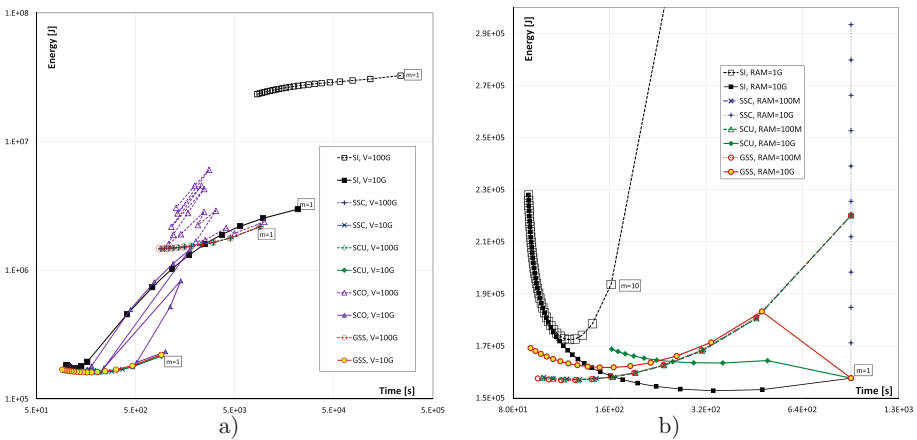 Energy [J]
1.E+08
1.E+07
1.E+06
1.E+05
5.E+01
5.E+02
5.E+03
5.E+04
5.E+05
Time [s]
m=1
m=1
m=1
m=1
SI, V=100G
SI, V=10G
SSC, V=100G
SSC, V=10G
SCU, V=100G
SCU, V=10G
SCO, V=100G
SCO, V=10G
GSS, V=100G
GSS, V=10G
a)
Energy [J]
2.9E+05
2.7E+05
2.5E+05
2.3E+05
2.1E+05
1.9E+05
1.7E+05
1.5E+05
8.0E+01
1.6E+02
3.2E+02
6.4E+02
1.3E+03
Time [s]
m=10
m=1
SI, RAM=1G
SI, RAM=10G
SSC, RAM=100M
SSC, RAM=10G
SCU, RAM=100M
SCU, RAM=10G
GSS, RAM=100M
GSS, RAM=10G
b)